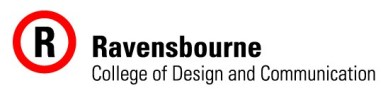 R
Ravensbourne
College of Design and Communication